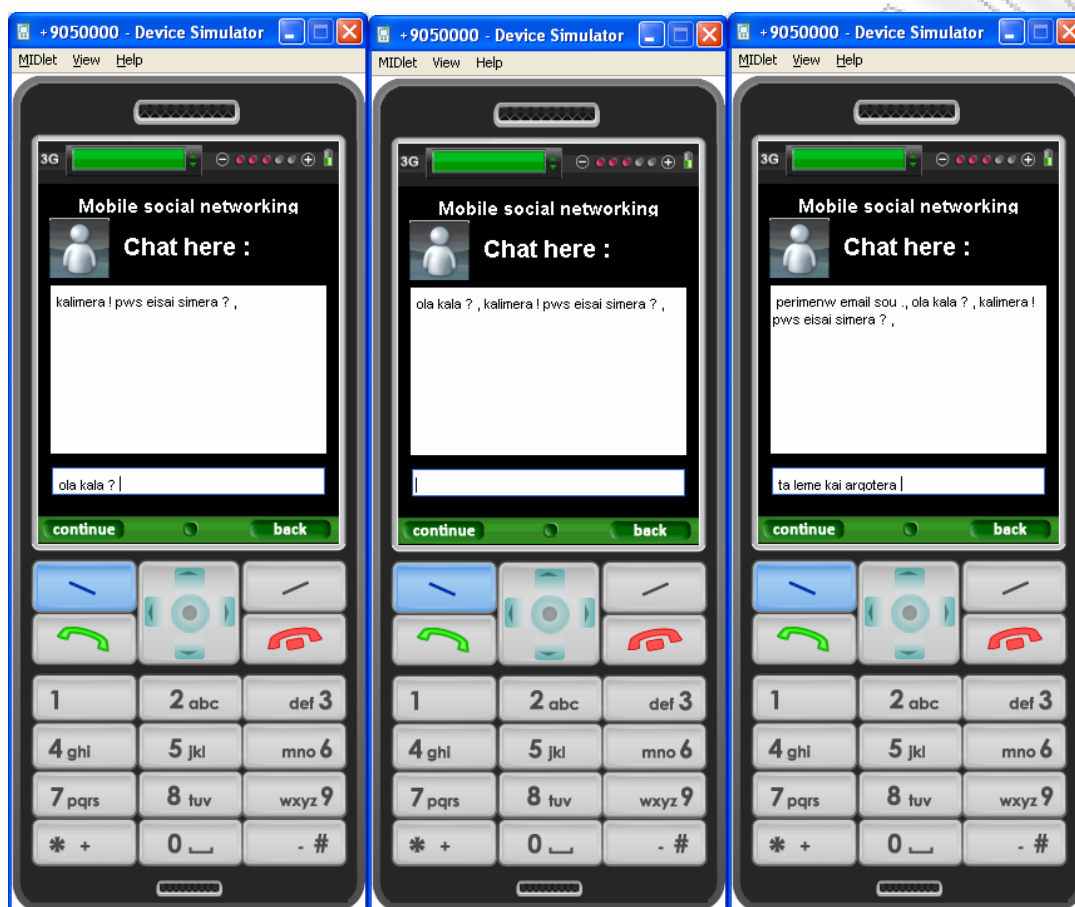 +9050000 - Device Simulator
MIDlet View Help
3G
Mobile social networking
Chat here :
kalimera ! pws eisai simera ? ,
ola kala ?
continue back
1 2 abc def 3
4 ghi 5 jkl mno 6
7 pqrs 8 tuv wxyz 9
* + 0 - #
+9050000 - Device Simulator
MIDlet View Help
3G
Mobile social networking
Chat here :
ola kala ? , kalimera ! pws eisai simera ? ,
continue back
1 2 abc def 3
4 ghi 5 jkl mno 6
7 pqrs 8 tuv wxyz 9
* + 0 - #
+9050000 - Device Simulator
MIDlet View Help
3G
Mobile social networking
Chat here :
perimenw email sou ., ola kala ? , kalimera !
pws eisai simera ? ,
ta leme kai argotera
continue back
1 2 abc def 3
4 ghi 5 jkl mno 6
7 pqrs 8 tuv wxyz 9
* + 0 - #